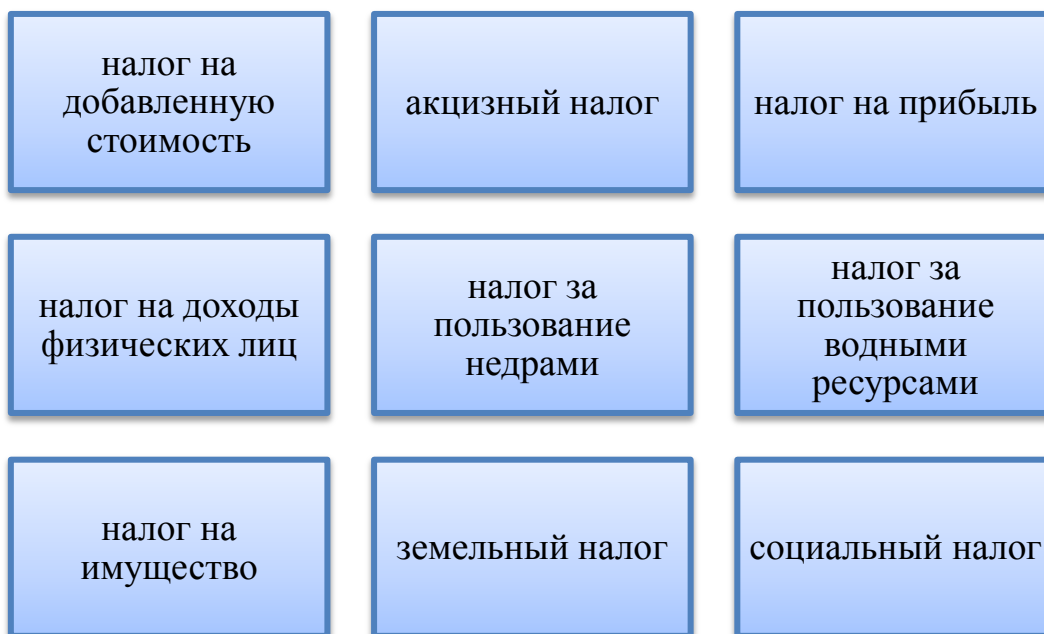 налог на
добавленную
стоимость
акцизный налог
налог на прибыль
налог на доходы
физических лиц
налог за
пользование
недрами
налог за
пользование
водными
ресурсами
налог на
имущество
земельный налог
социальный налог